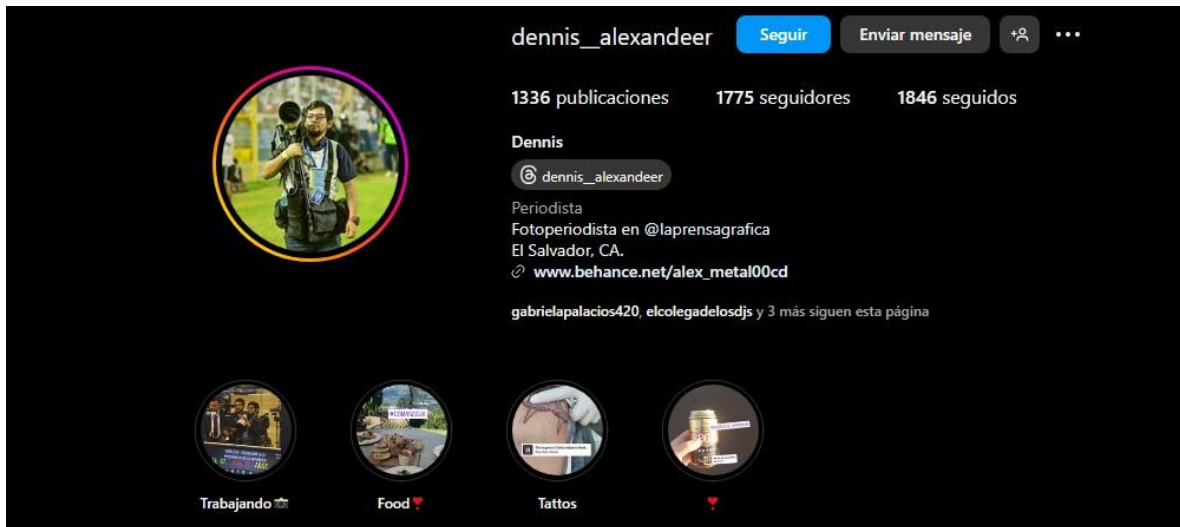 dennis__alexandeer Seguir Enviar mensaje
1336 publicaciones 1775 seguidores 1846 seguidos
Dennis
dennis__alexandeer
Periodista
Fotoperiodista en @laprensagrafica
El Salvador, CA.
www.behance.net/alex_metal00cd
gabrielapalacios420, elcolegadelosdjs y 3 más siguen esta página
Trabajando Food Tattos